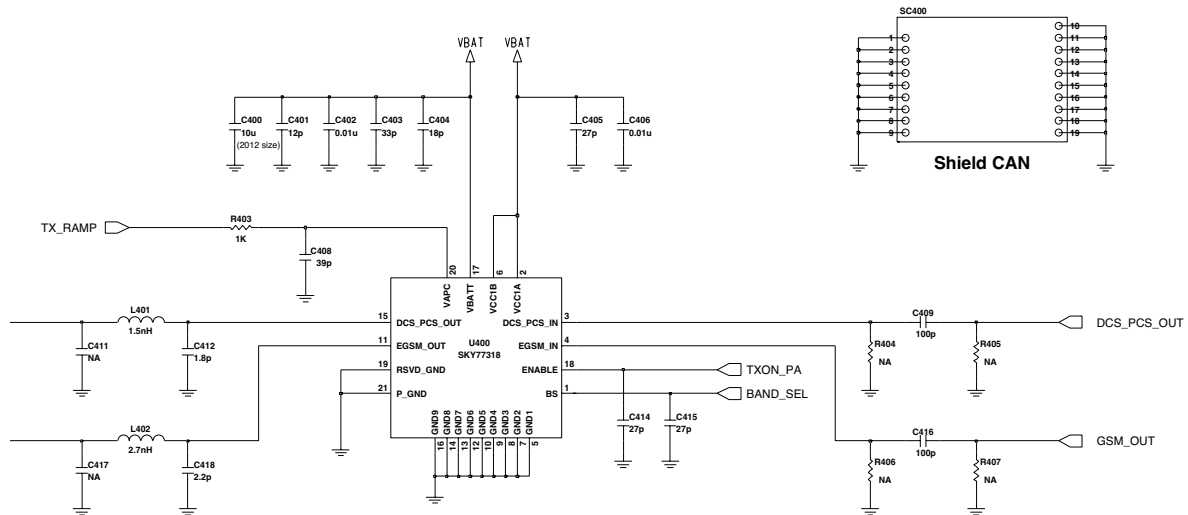 SC400
1
2
3
4
5
6
7
8
9
10
11
12
13
14
15
16
17
18
19
Shield CAN
VBAT
VBAT
C400
10u
(2012 size)
C401
12p
C402
0.01u
C403
33p
C404
18p
C405
27p
C406
0.01u
TX_RAMP
R403
1K
C408
39p
20
17
6
2
VAPC
VBATT
VCC1B
VCC1A
L401
1.5nH
C411
NA
C412
1.8p
15
DCS_PCS_OUT
11
EGSM_OUT
19
RSVD_GND
21
P_GND
U400
SKY77318
DCS_PCS_IN
3
EGSM_IN
4
ENABLE
18
BS
1
GND9
GND8
GND7
GND6
GND5
GND4
GND3
GND2
GND1
16
14
13
12
10
9
8
7
5
L402
2.7nH
C417
NA
C418
2.2p
TXON_PA
BAND_SEL
C414
27p
C415
27p
C409
100p
R404
NA
R405
NA
DCS_PCS_OUT
C416
100p
R406
NA
R407
NA
GSM_OUT